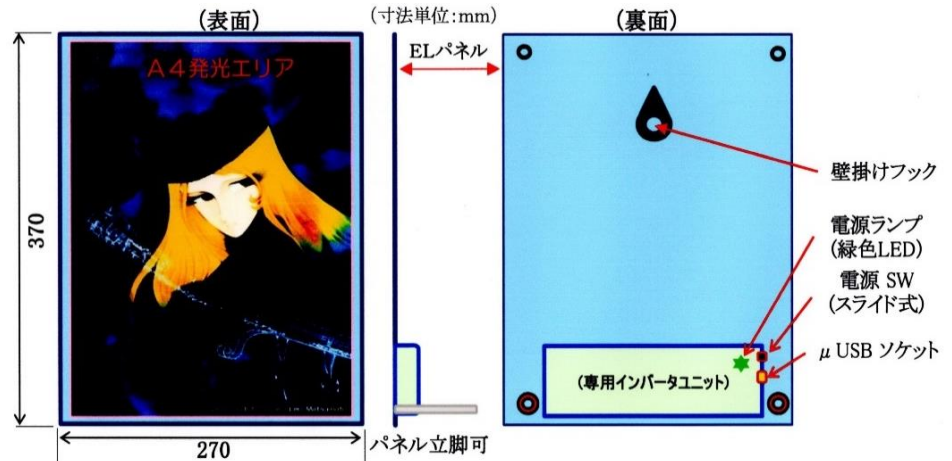 (表面)
(寸法単位:mm)
(裏面)
ELパネル
A4発光エリア
壁掛けフック
370
電源ランプ
(緑色LED)
電源 SW
(スライド式)
μ USB ソケット
(専用インバータユニット)
270
パネル立脚可